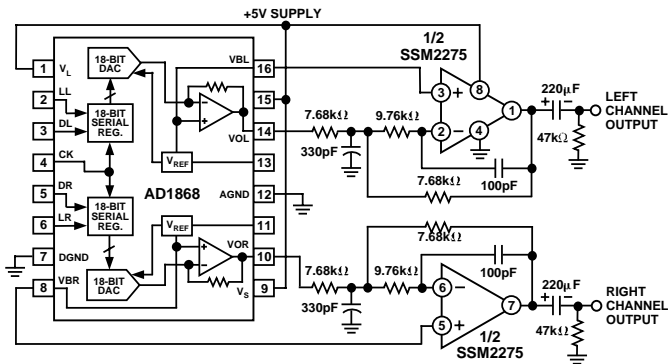 +5V SUPPLY
1
VL
18-BIT
DAC
VBL
16
2
LL
15
3
DL
18-BIT
SERIAL
REG.
VOL
14
4
CK
VREF
13
AD1868
5
DR
AGND
12
6
LR
18-BIT
SERIAL
REG.
VREF
11
7
DGND
VOR
10
8
VBR
18-BIT
DAC
VS
9
1/2
SSM2275
3
+
8
1
2
−
4
7.68kΩ
9.76kΩ
330pF
100pF
7.68kΩ
220µF
+
−
LEFT
CHANNEL
OUTPUT
47kΩ
7.68kΩ
7.68kΩ
9.76kΩ
330pF
100pF
6
−
7
5
+
1/2
SSM2275
220µF
+
−
RIGHT
CHANNEL
OUTPUT
47kΩ
−
+
+
−